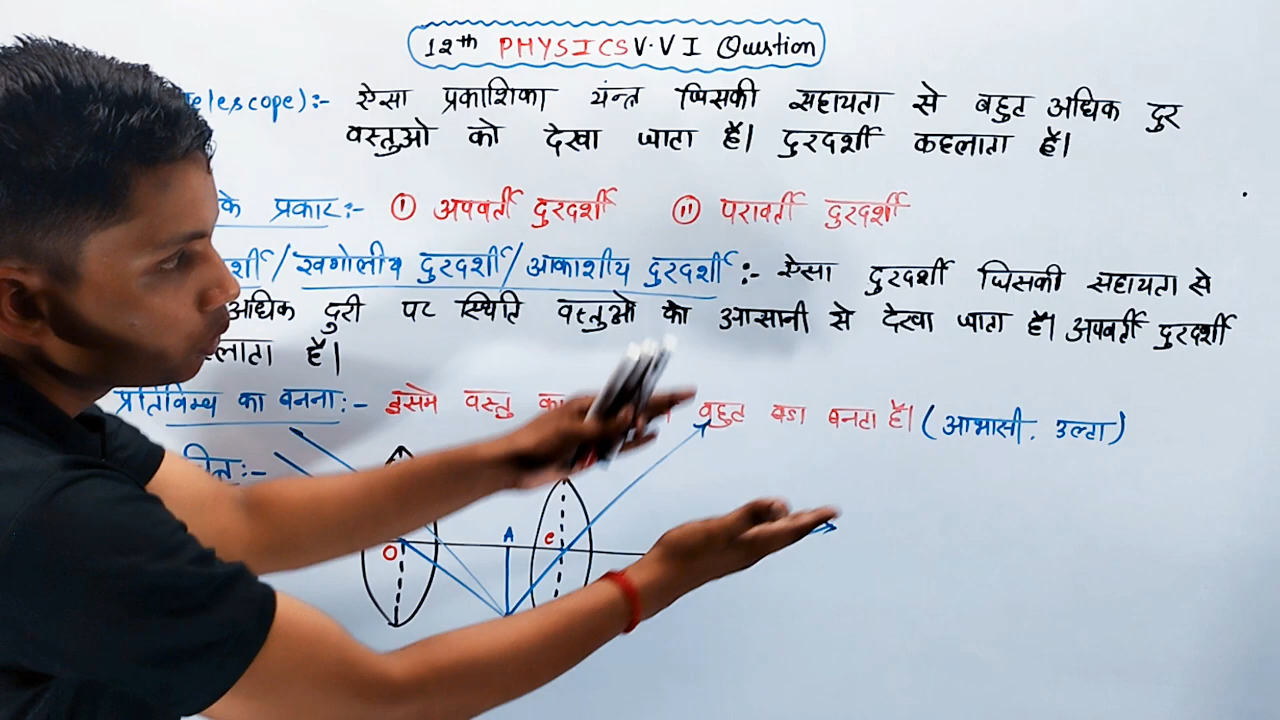 12th PHYSICS V.V I Question
elescope):- ऐसा प्रकाशिका यंन्त्र जिसकी सहायता से बहुत अधिक दुर
वस्तुओ को देखा जाता हैं। दुरदर्शी कहलाता हैं।
के प्रकार:- (i) अपवर्ती दुरदर्शी (ii) परावर्ती दुरदर्शी
र्शी/खगोलीय दुरदर्शी/आकाशीय दुरदर्शी:- ऐसा दुरदर्शी जिसकी सहायता से
अधिक दुरी पर स्थिति वस्तुओ को आसानी से देखा जाता हैं। अपवर्ती दुरदर्शी
लाता हैं।
प्रतिविम्ब का बनना:- इसमे वस्तु का बहुत बडा बनता हैं। (आभासी. उल्टा)
O A e